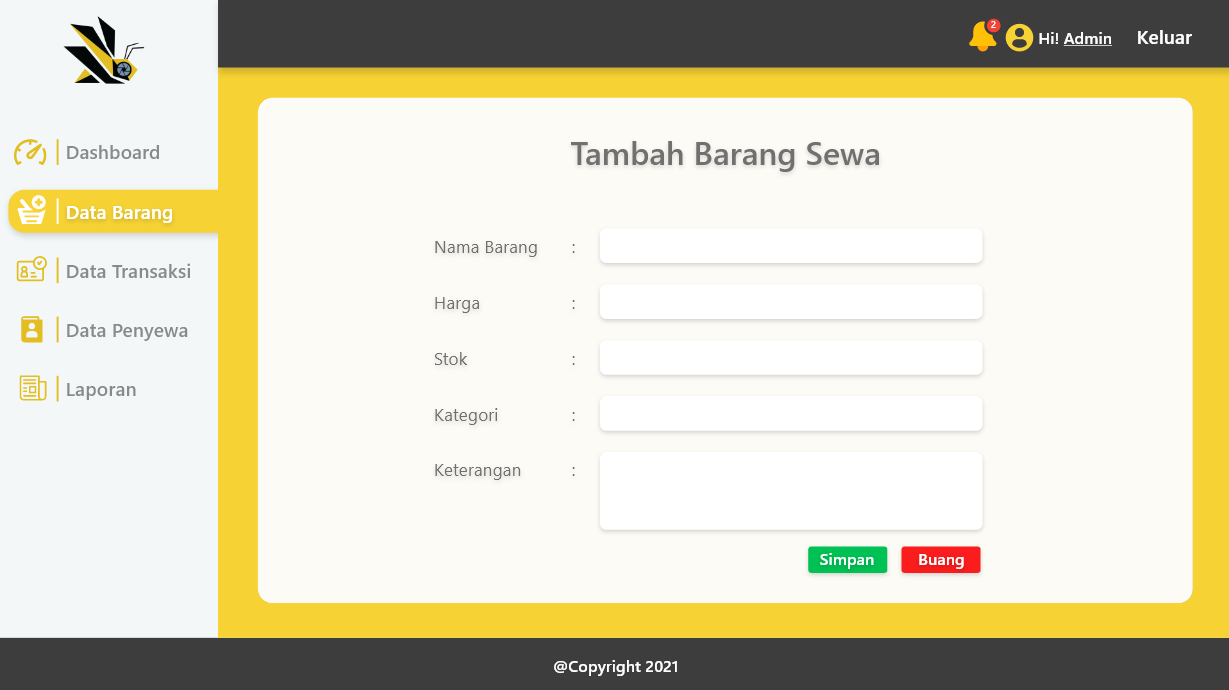 2
Hi! Admin
Keluar
Dashboard
Data Barang
Data Transaksi
Data Penyewa
Laporan
Tambah Barang Sewa
Nama Barang :
Harga :
Stok :
Kategori :
Keterangan :
Simpan
Buang
@Copyright 2021